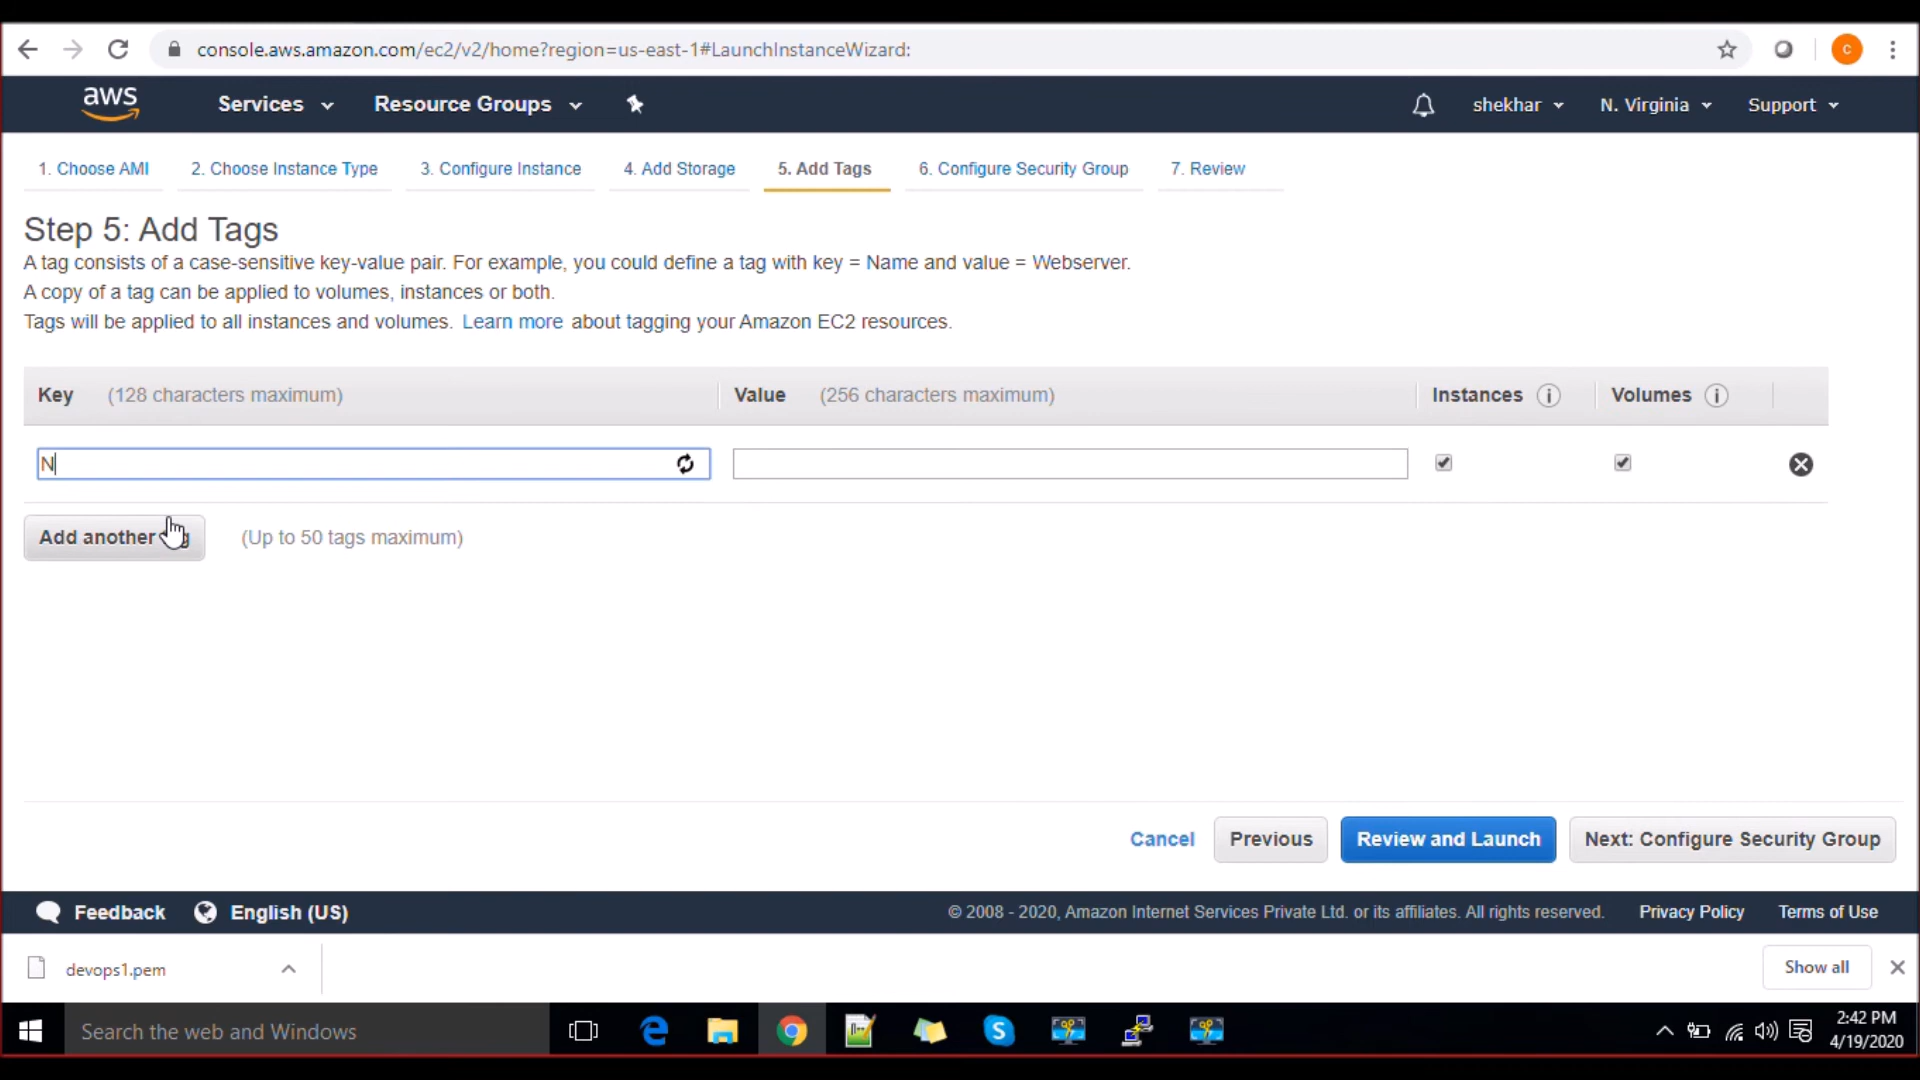 console.aws.amazon.com/ec2/v2/home?region=us-east-1#LaunchInstanceWizard:
C
aws Services Resource Groups shekhar N. Virginia Support
1. Choose AMI 2. Choose Instance Type 3. Configure Instance 4. Add Storage 5. Add Tags 6. Configure Security Group 7. Review
Step 5: Add Tags
A tag consists of a case-sensitive key-value pair. For example, you could define a tag with key = Name and value = Webserver.
A copy of a tag can be applied to volumes, instances or both.
Tags will be applied to all instances and volumes. Learn more about tagging your Amazon EC2 resources.
Key (128 characters maximum) Value (256 characters maximum) Instances i Volumes i
N
Add another (Up to 50 tags maximum)
Cancel Previous Review and Launch Next: Configure Security Group
Feedback English (US) © 2008 - 2020, Amazon Internet Services Private Ltd. or its affiliates. All rights reserved. Privacy Policy Terms of Use
devops1.pem Show all
Search the web and Windows
2:42 PM
4/19/2020